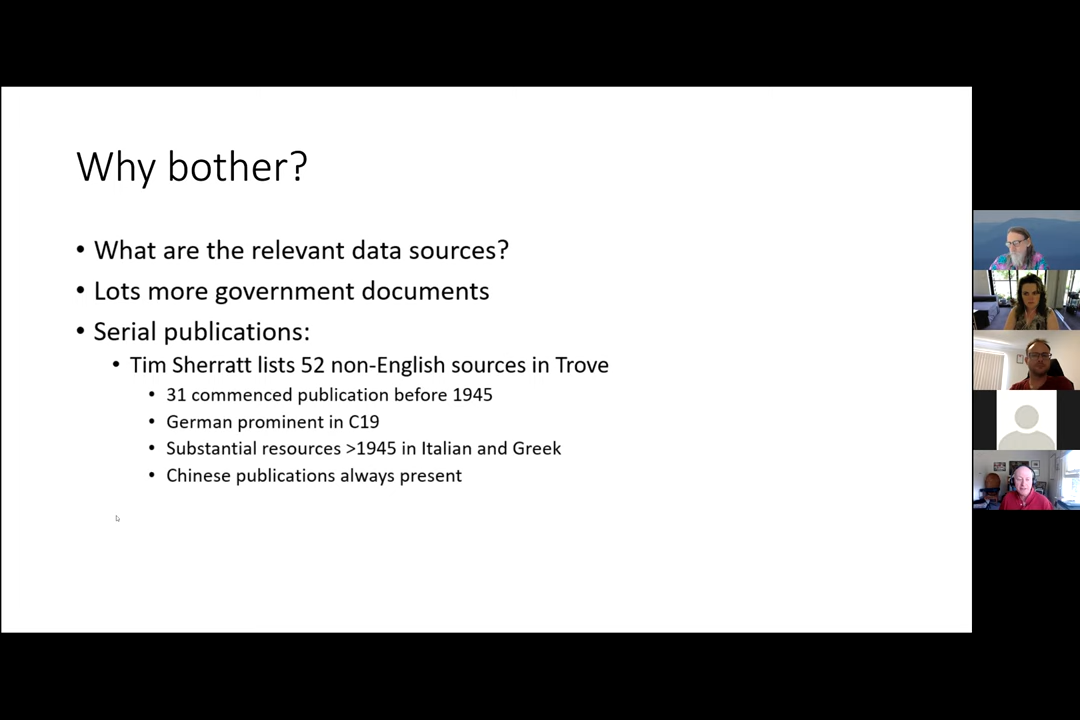 Why bother?
• What are the relevant data sources?
• Lots more government documents
• Serial publications:
• Tim Sherratt lists 52 non-English sources in Trove
• 31 commenced publication before 1945
• German prominent in C19
• Substantial resources >1945 in Italian and Greek
• Chinese publications always present